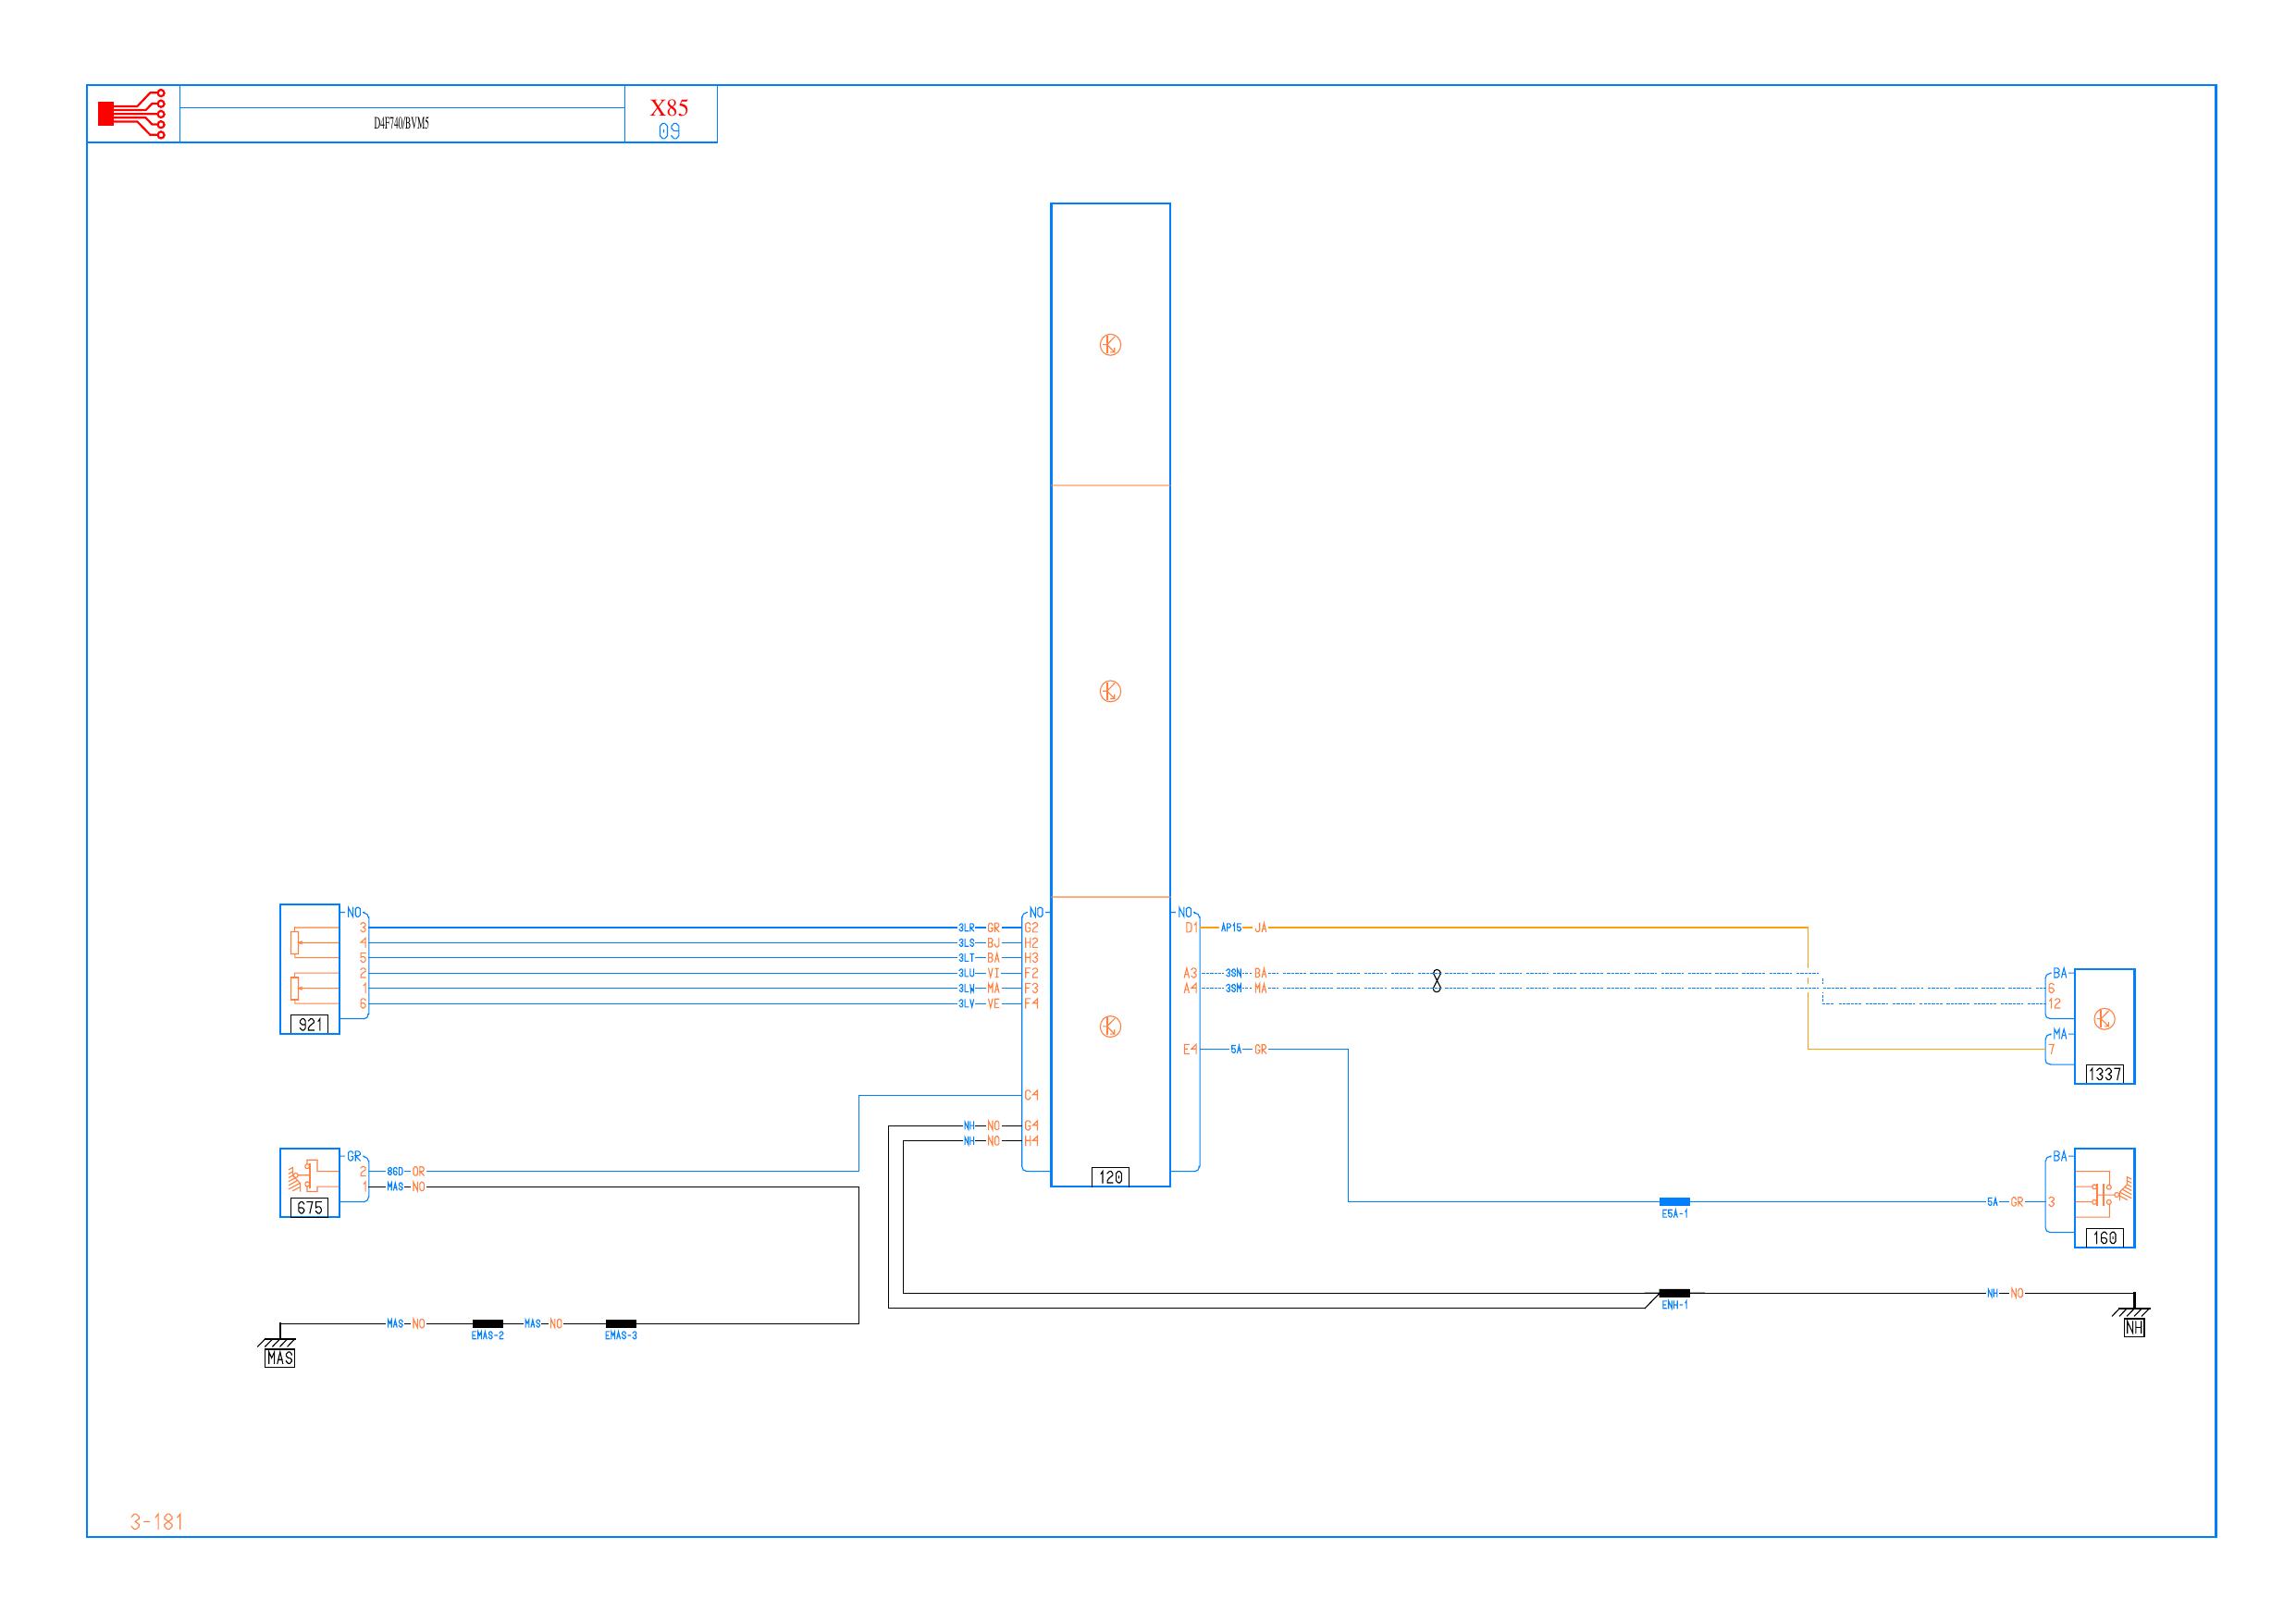 X85
D4F740/BVM5
09
NO NO NO
3 3LR GR G2 D1 AP15 JA
4 3LS BJ H2
5 3LT BA H3
2 3LU VI F2 A3 3SN BA BA
1 3LW MA F3 A4 3SM MA 6
6 3LV VE F4 12
921
MA
E4 5A GR 7
1337
C4
NH NO G4
NH NO H4
GR BA
2 8GD OR
120
1 MAS NO
675
5A GR 3
E5A-1
160
NH NO
ENH-1
MAS NO MAS NO
EMAS-2 EMAS-3
NH
MAS
3-181